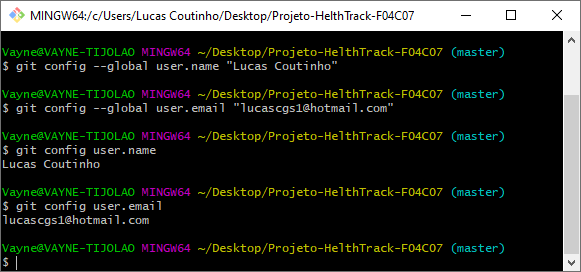 MINGW64:/c/Users/Lucas Coutinho/Desktop/Projeto-HelthTrack-F04C07
Vayne@VAYNE-TIJOLAO MINGW64 ~/Desktop/Projeto-HelthTrack-F04C07 (master)
$ git config --global user.name "Lucas Coutinho"
Vayne@VAYNE-TIJOLAO MINGW64 ~/Desktop/Projeto-HelthTrack-F04C07 (master)
$ git config --global user.email "lucascgs1@hotmail.com"
Vayne@VAYNE-TIJOLAO MINGW64 ~/Desktop/Projeto-HelthTrack-F04C07 (master)
$ git config user.name
Lucas Coutinho
Vayne@VAYNE-TIJOLAO MINGW64 ~/Desktop/Projeto-HelthTrack-F04C07 (master)
$ git config user.email
lucascgs1@hotmail.com
Vayne@VAYNE-TIJOLAO MINGW64 ~/Desktop/Projeto-HelthTrack-F04C07 (master)
$